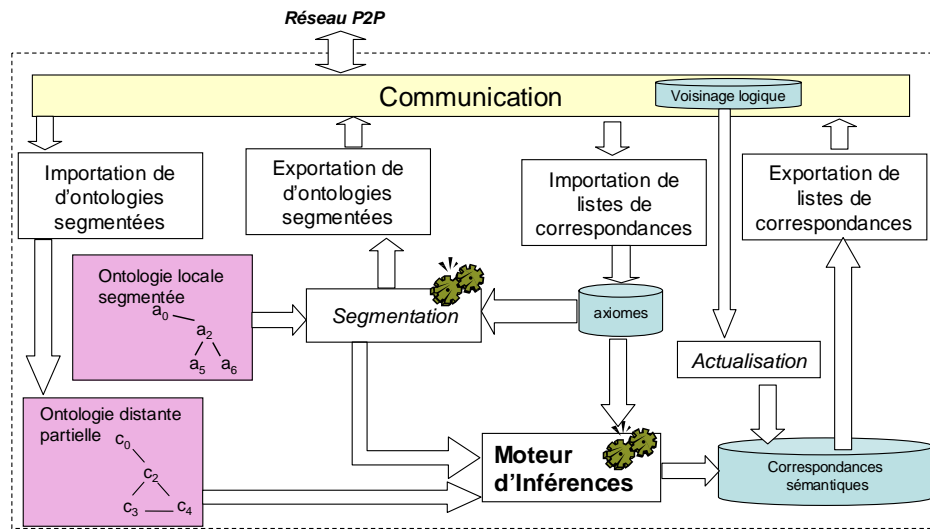 Réseau P2P
Communication
Voisinage logique
Importation de
d'ontologies
segmentées
Exportation de
d'ontologies
segmentées
Importation de
listes de
correspondances
Exportation de
listes de
correspondances
Ontologie locale
segmentée
a0
a2
a5 a6
Segmentation
axiomes
Actualisation
Ontologie distante
partielle
c0
c2
c3 c4
Moteur
d'Inférences
Correspondances
sémantiques